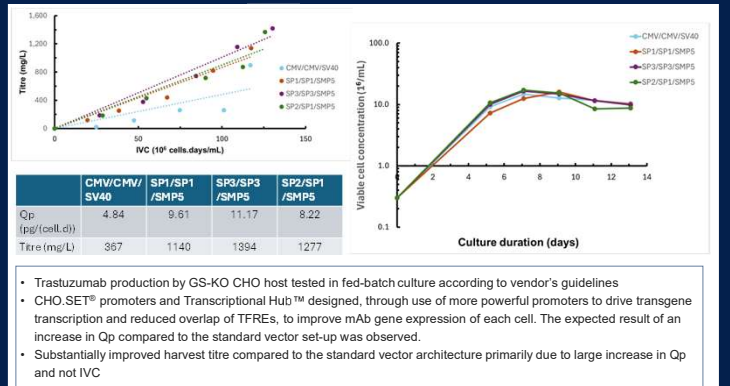 1,600
1,200
800
400
0
Titre (mg/L)
0
50
100
150
IVC (10⁶ cells.days/mL)
CMV/CMV/SV40
SP1/SP1/SMP5
SP3/SP3/SMP5
SP2/SP1/SMP5
100.0
10.0
1.0
0.1
Viable cell concentration (1⁶/mL)
0 2 4 6 8 10 12 14
Culture duration (days)
CMV/CMV/SV40
SP1/SP1/SMP5
SP3/SP3/SMP5
SP2/SP1/SMP5
CMV/CMV/ SP1/SP1 SP3/SP3 SP2/SP1
SV40 /SMP5 /SMP5 /SMP5
Qp 4.84 9.61 11.17 8.22
(pg/(cell.d))
Titre (mg/L) 367 1140 1394 1277
• Trastuzumab production by GS-KO CHO host tested in fed-batch culture according to vendor's guidelines
• CHO.SET® promoters and Transcriptional Hub™ designed, through use of more powerful promoters to drive transgene
transcription and reduced overlap of TFREs, to improve mAb gene expression of each cell. The expected result of an
increase in Qp compared to the standard vector set-up was observed.
• Substantially improved harvest titre compared to the standard vector architecture primarily due to large increase in Qp
and not IVC